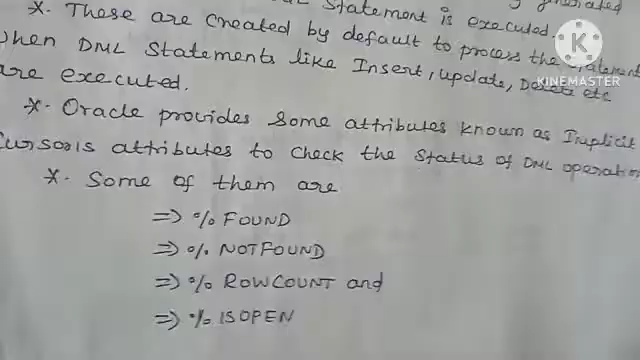 Statement is executed.
*. These are created by default to process the statement
When DML Statements like Insert, update, Delete etc
are executed.
*. Oracle provides some attributes known as Implicit
Cursors attributes to check the status of DML operation
*. Some of them are
=> % FOUND
=> % NOTFOUND
=> % ROWCOUNT and
=> % ISOPEN
KINEMASTER